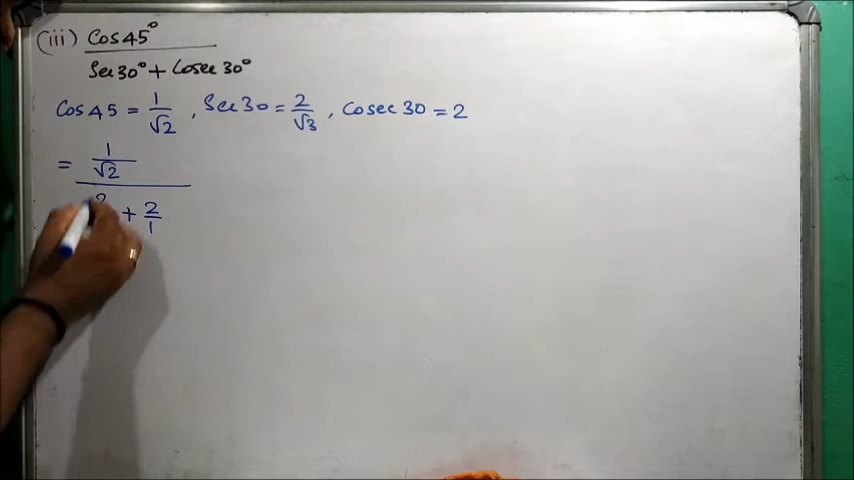 (iii) Cos45°
Sec30° + Cosec 30°
Cos 45 = 1/√2 , Sec 30 = 2/√3 , Cosec 30 = 2
= 1/√2
2 + 2/1